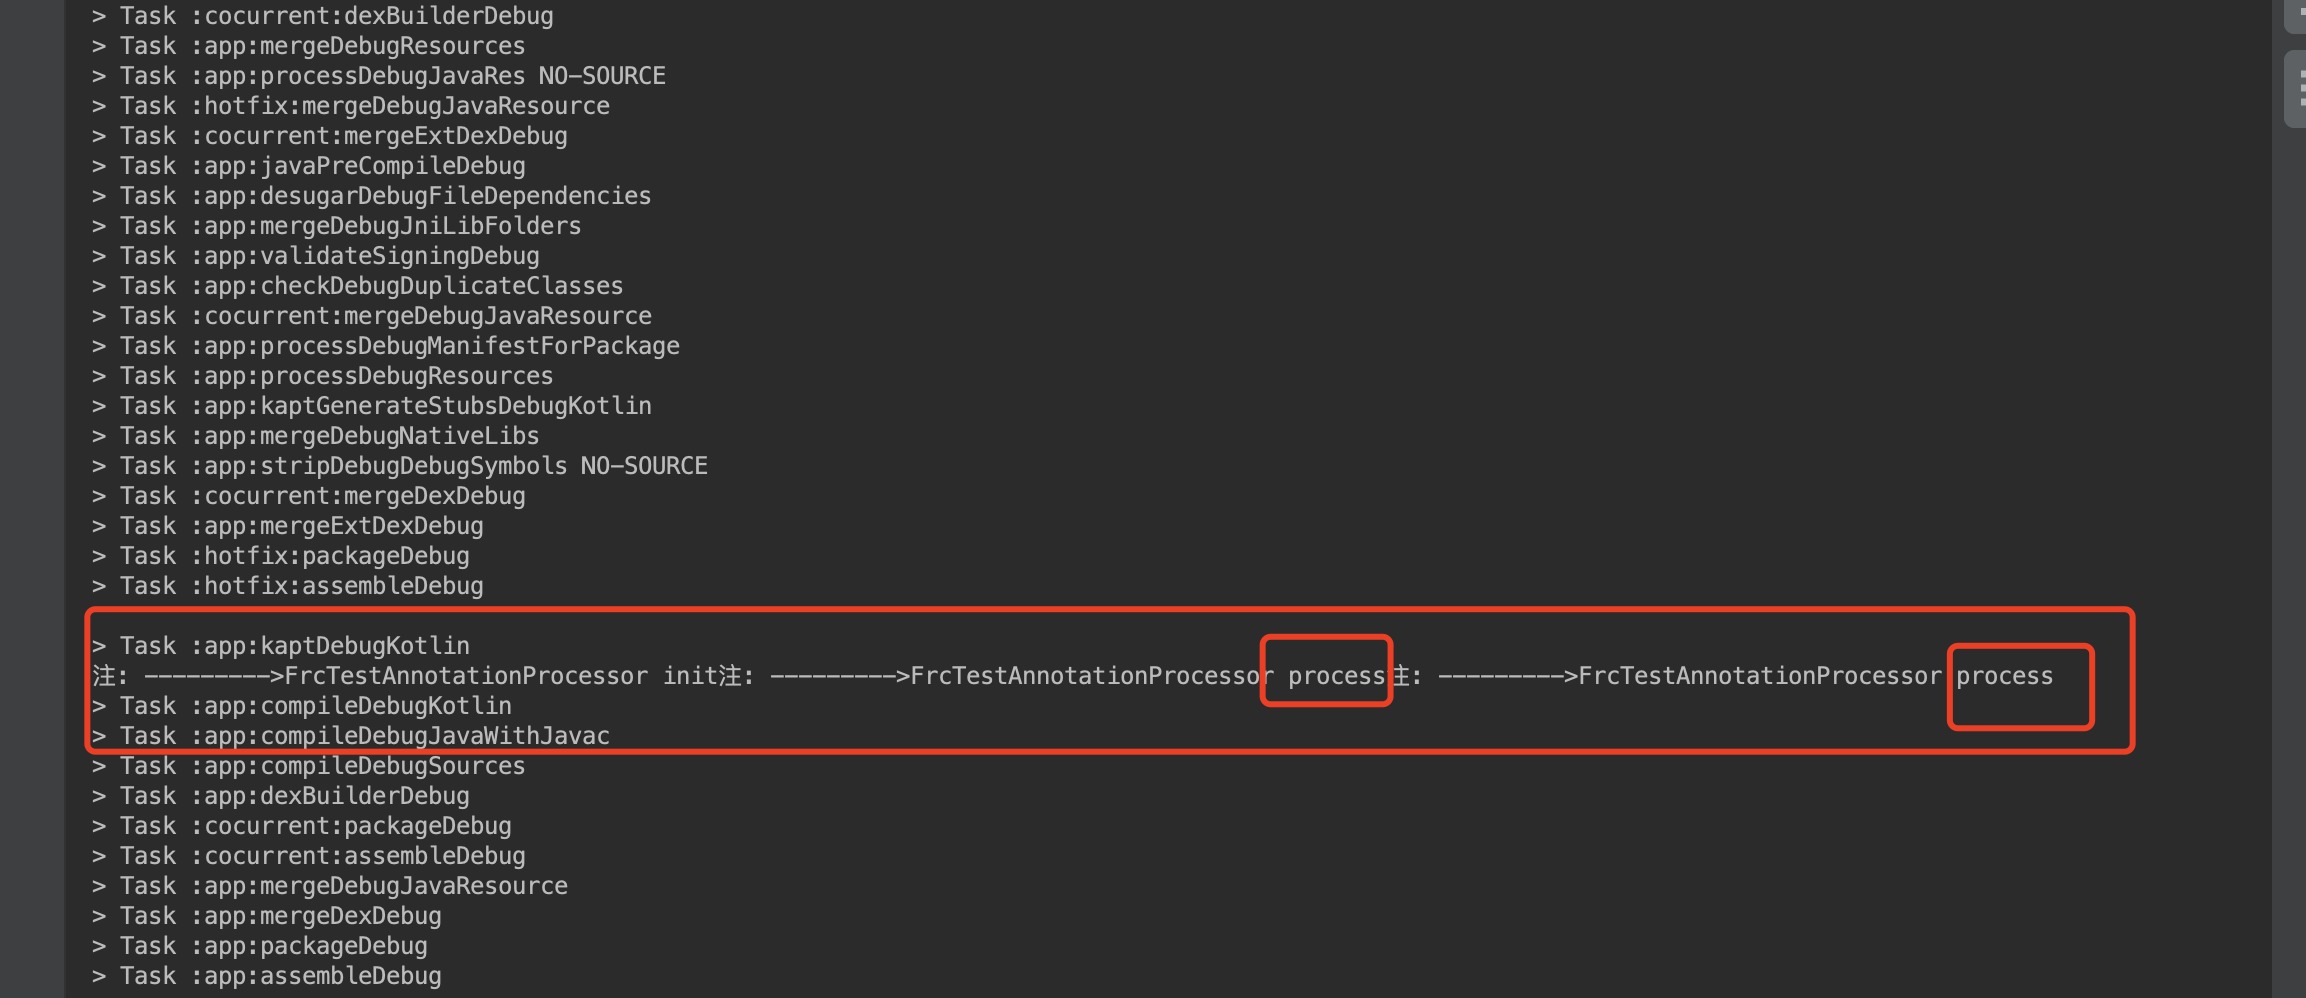 > Task :cocurrent:dexBuilderDebug
> Task :app:mergeDebugResources
> Task :app:processDebugJavaRes NO-SOURCE
> Task :hotfix:mergeDebugJavaResource
> Task :cocurrent:mergeExtDexDebug
> Task :app:javaPreCompileDebug
> Task :app:desugarDebugFileDependencies
> Task :app:mergeDebugJniLibFolders
> Task :app:validateSigningDebug
> Task :app:checkDebugDuplicateClasses
> Task :cocurrent:mergeDebugJavaResource
> Task :app:processDebugManifestForPackage
> Task :app:processDebugResources
> Task :app:kaptGenerateStubsDebugKotlin
> Task :app:mergeDebugNativeLibs
> Task :app:stripDebugDebugSymbols NO-SOURCE
> Task :cocurrent:mergeDexDebug
> Task :app:mergeExtDexDebug
> Task :hotfix:packageDebug
> Task :hotfix:assembleDebug
> Task :app:kaptDebugKotlin
注: --------->FrcTestAnnotationProcessor init注: --------->FrcTestAnnotationProcessor process注: --------->FrcTestAnnotationProcessor process
> Task :app:compileDebugKotlin
> Task :app:compileDebugJavaWithJavac
> Task :app:compileDebugSources
> Task :app:dexBuilderDebug
> Task :cocurrent:packageDebug
> Task :cocurrent:assembleDebug
> Task :app:mergeDebugJavaResource
> Task :app:mergeDexDebug
> Task :app:packageDebug
> Task :app:assembleDebug